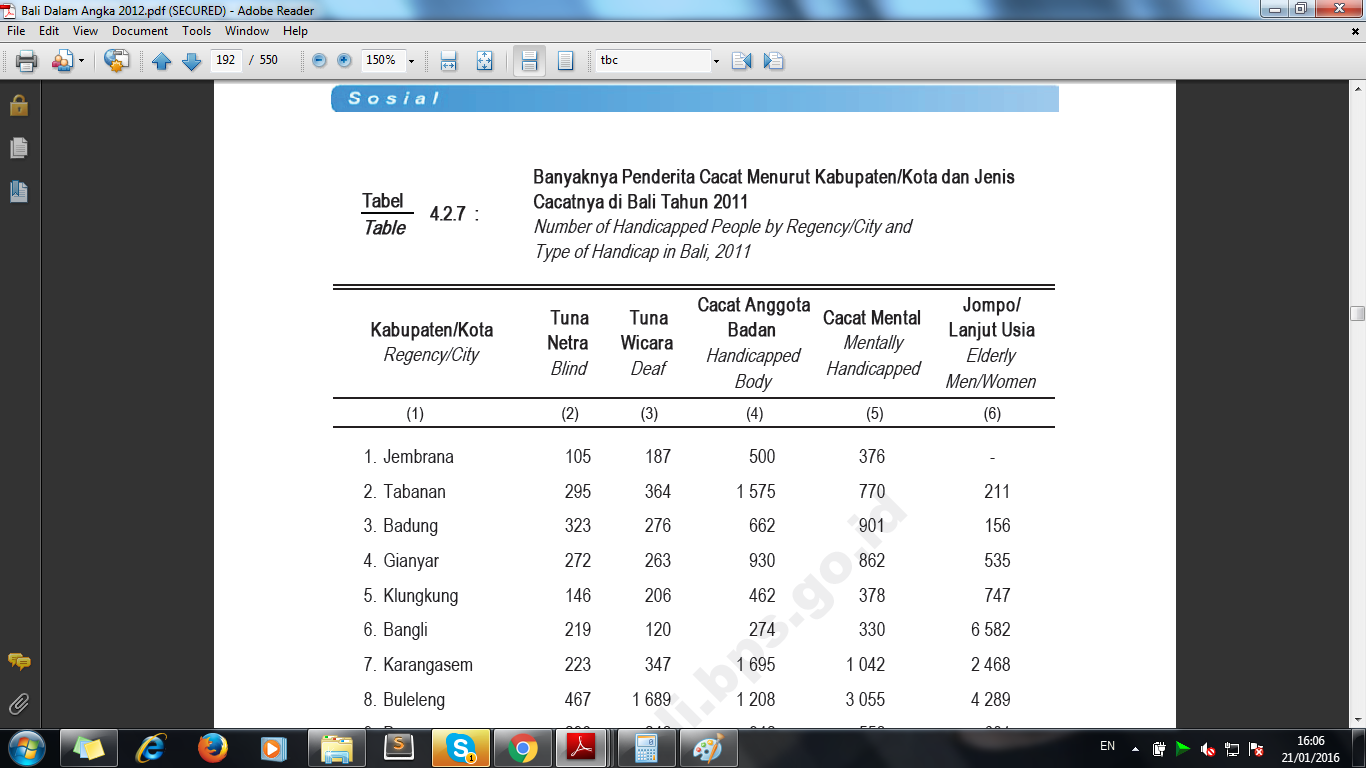 Bali Dalam Angka 2012.pdf (SECURED) - Adobe Reader
File Edit View Document Tools Window Help
192 / 550 150% tbc
Sosial
Tabel
Table
4.2.7 :
Banyaknya Penderita Cacat Menurut Kabupaten/Kota dan Jenis
Cacatnya di Bali Tahun 2011
Number of Handicapped People by Regency/City and
Type of Handicap in Bali, 2011
Kabupaten/Kota
Regency/City
Tuna
Netra
Blind
Tuna
Wicara
Deaf
Cacat Anggota
Badan
Handicapped
Body
Cacat Mental
Mentally
Handicapped
Jompo/
Lanjut Usia
Elderly
Men/Women
(1) (2) (3) (4) (5) (6)
1. Jembrana 105 187 500 376 -
2. Tabanan 295 364 1 575 770 211
3. Badung 323 276 662 901 156
4. Gianyar 272 263 930 862 535
5. Klungkung 146 206 462 378 747
6. Bangli 219 120 274 330 6 582
7. Karangasem 223 347 1 695 1 042 2 468
8. Buleleng 467 1 689 1 208 3 055 4 289
li.bps.go.id
EN 16:06
21/01/2016